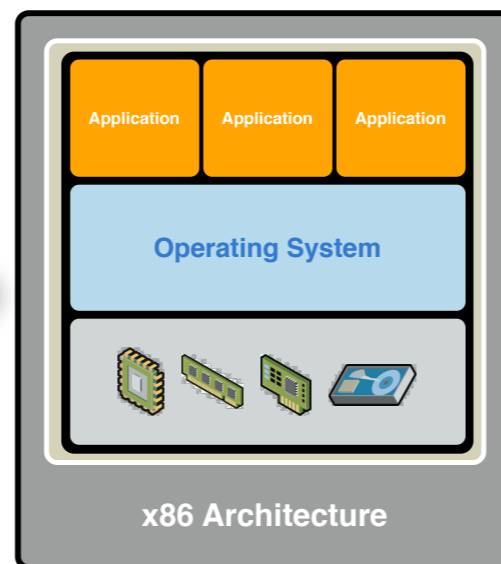 Application Application Application
Operating System
x86 Architecture